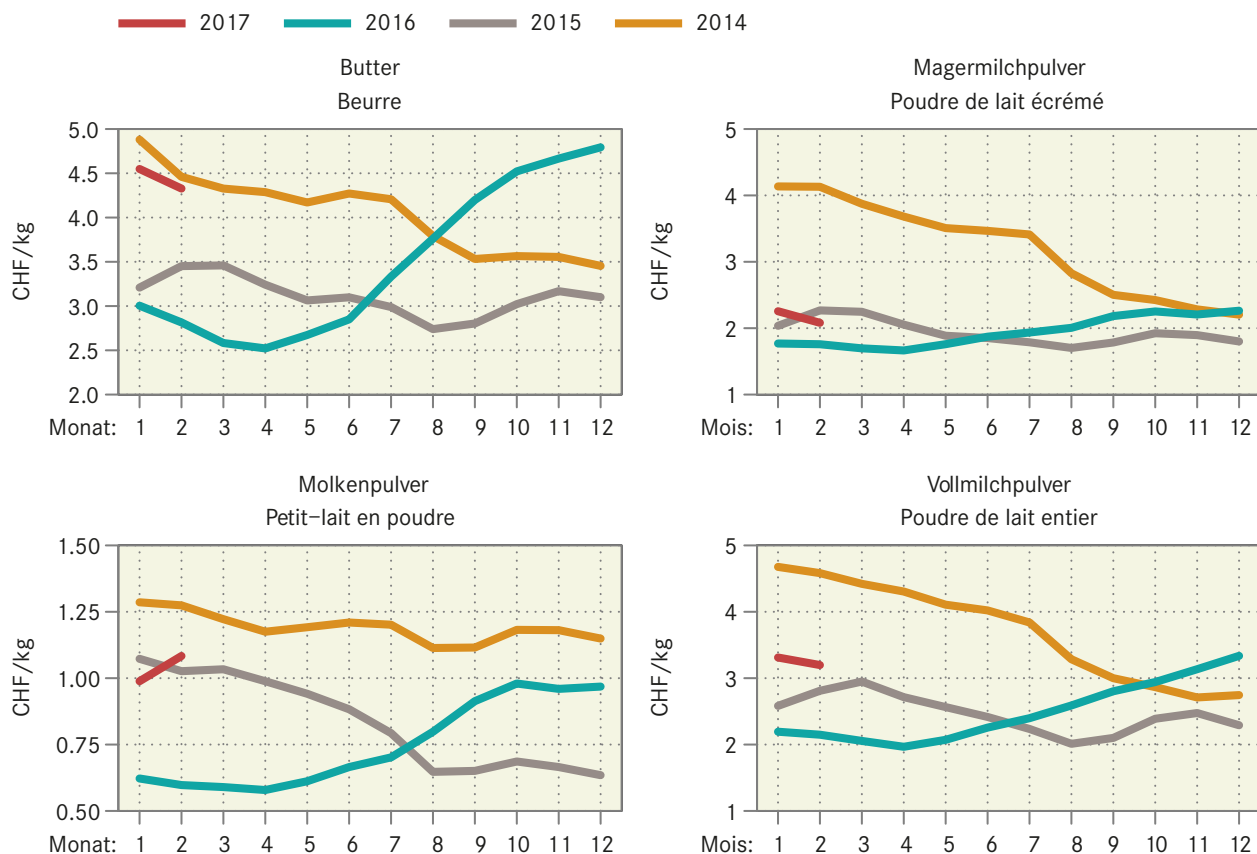 2017 2016 2015 2014
Butter
Beurre
CHF/kg
5.0
4.5
4.0
3.5
3.0
2.5
2.0
Monat: 1 2 3 4 5 6 7 8 9 10 11 12
Magermilchpulver
Poudre de lait écrémé
CHF/kg
5
4
3
2
1
Mois: 1 2 3 4 5 6 7 8 9 10 11 12
Molkenpulver
Petit-lait en poudre
CHF/kg
1.50
1.25
1.00
0.75
0.50
Monat: 1 2 3 4 5 6 7 8 9 10 11 12
Vollmilchpulver
Poudre de lait entier
CHF/kg
5
4
3
2
1
Mois: 1 2 3 4 5 6 7 8 9 10 11 12